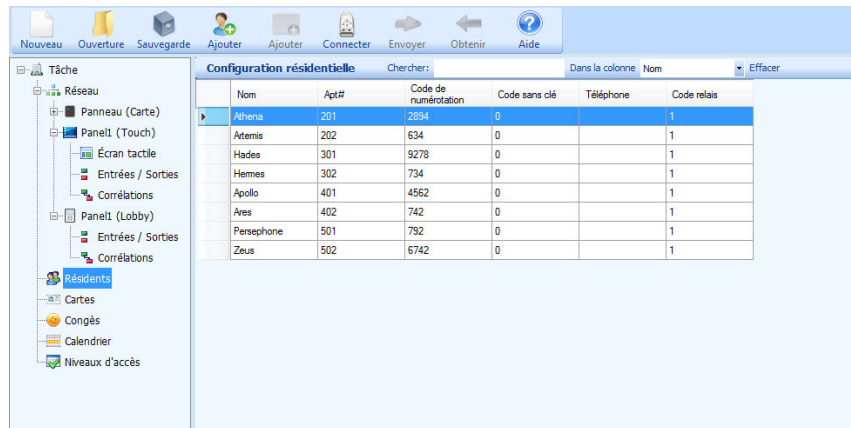 Nouveau Ouverture Sauvegarde Ajouter Ajouter Connecter Envoyer Obtenir Aide
Tâche
Réseau
Panneau (Carte)
Panel1 (Touch)
Écran tactile
Entrées / Sorties
Corrélations
Panel1 (Lobby)
Entrées / Sorties
Corrélations
Résidents
Cartes
Congès
Calendrier
Niveaux d'accès
Configuration résidentielle Chercher: Dans la colonne Nom Effacer
Nom Apt# Code de numérotation Code sans clé Téléphone Code relais
Athena 201 2894 0 1
Artemis 202 634 0 1
Hades 301 9278 0 1
Hermes 302 734 0 1
Apollo 401 4562 0 1
Ares 402 742 0 1
Persephone 501 792 0 1
Zeus 502 6742 0 1